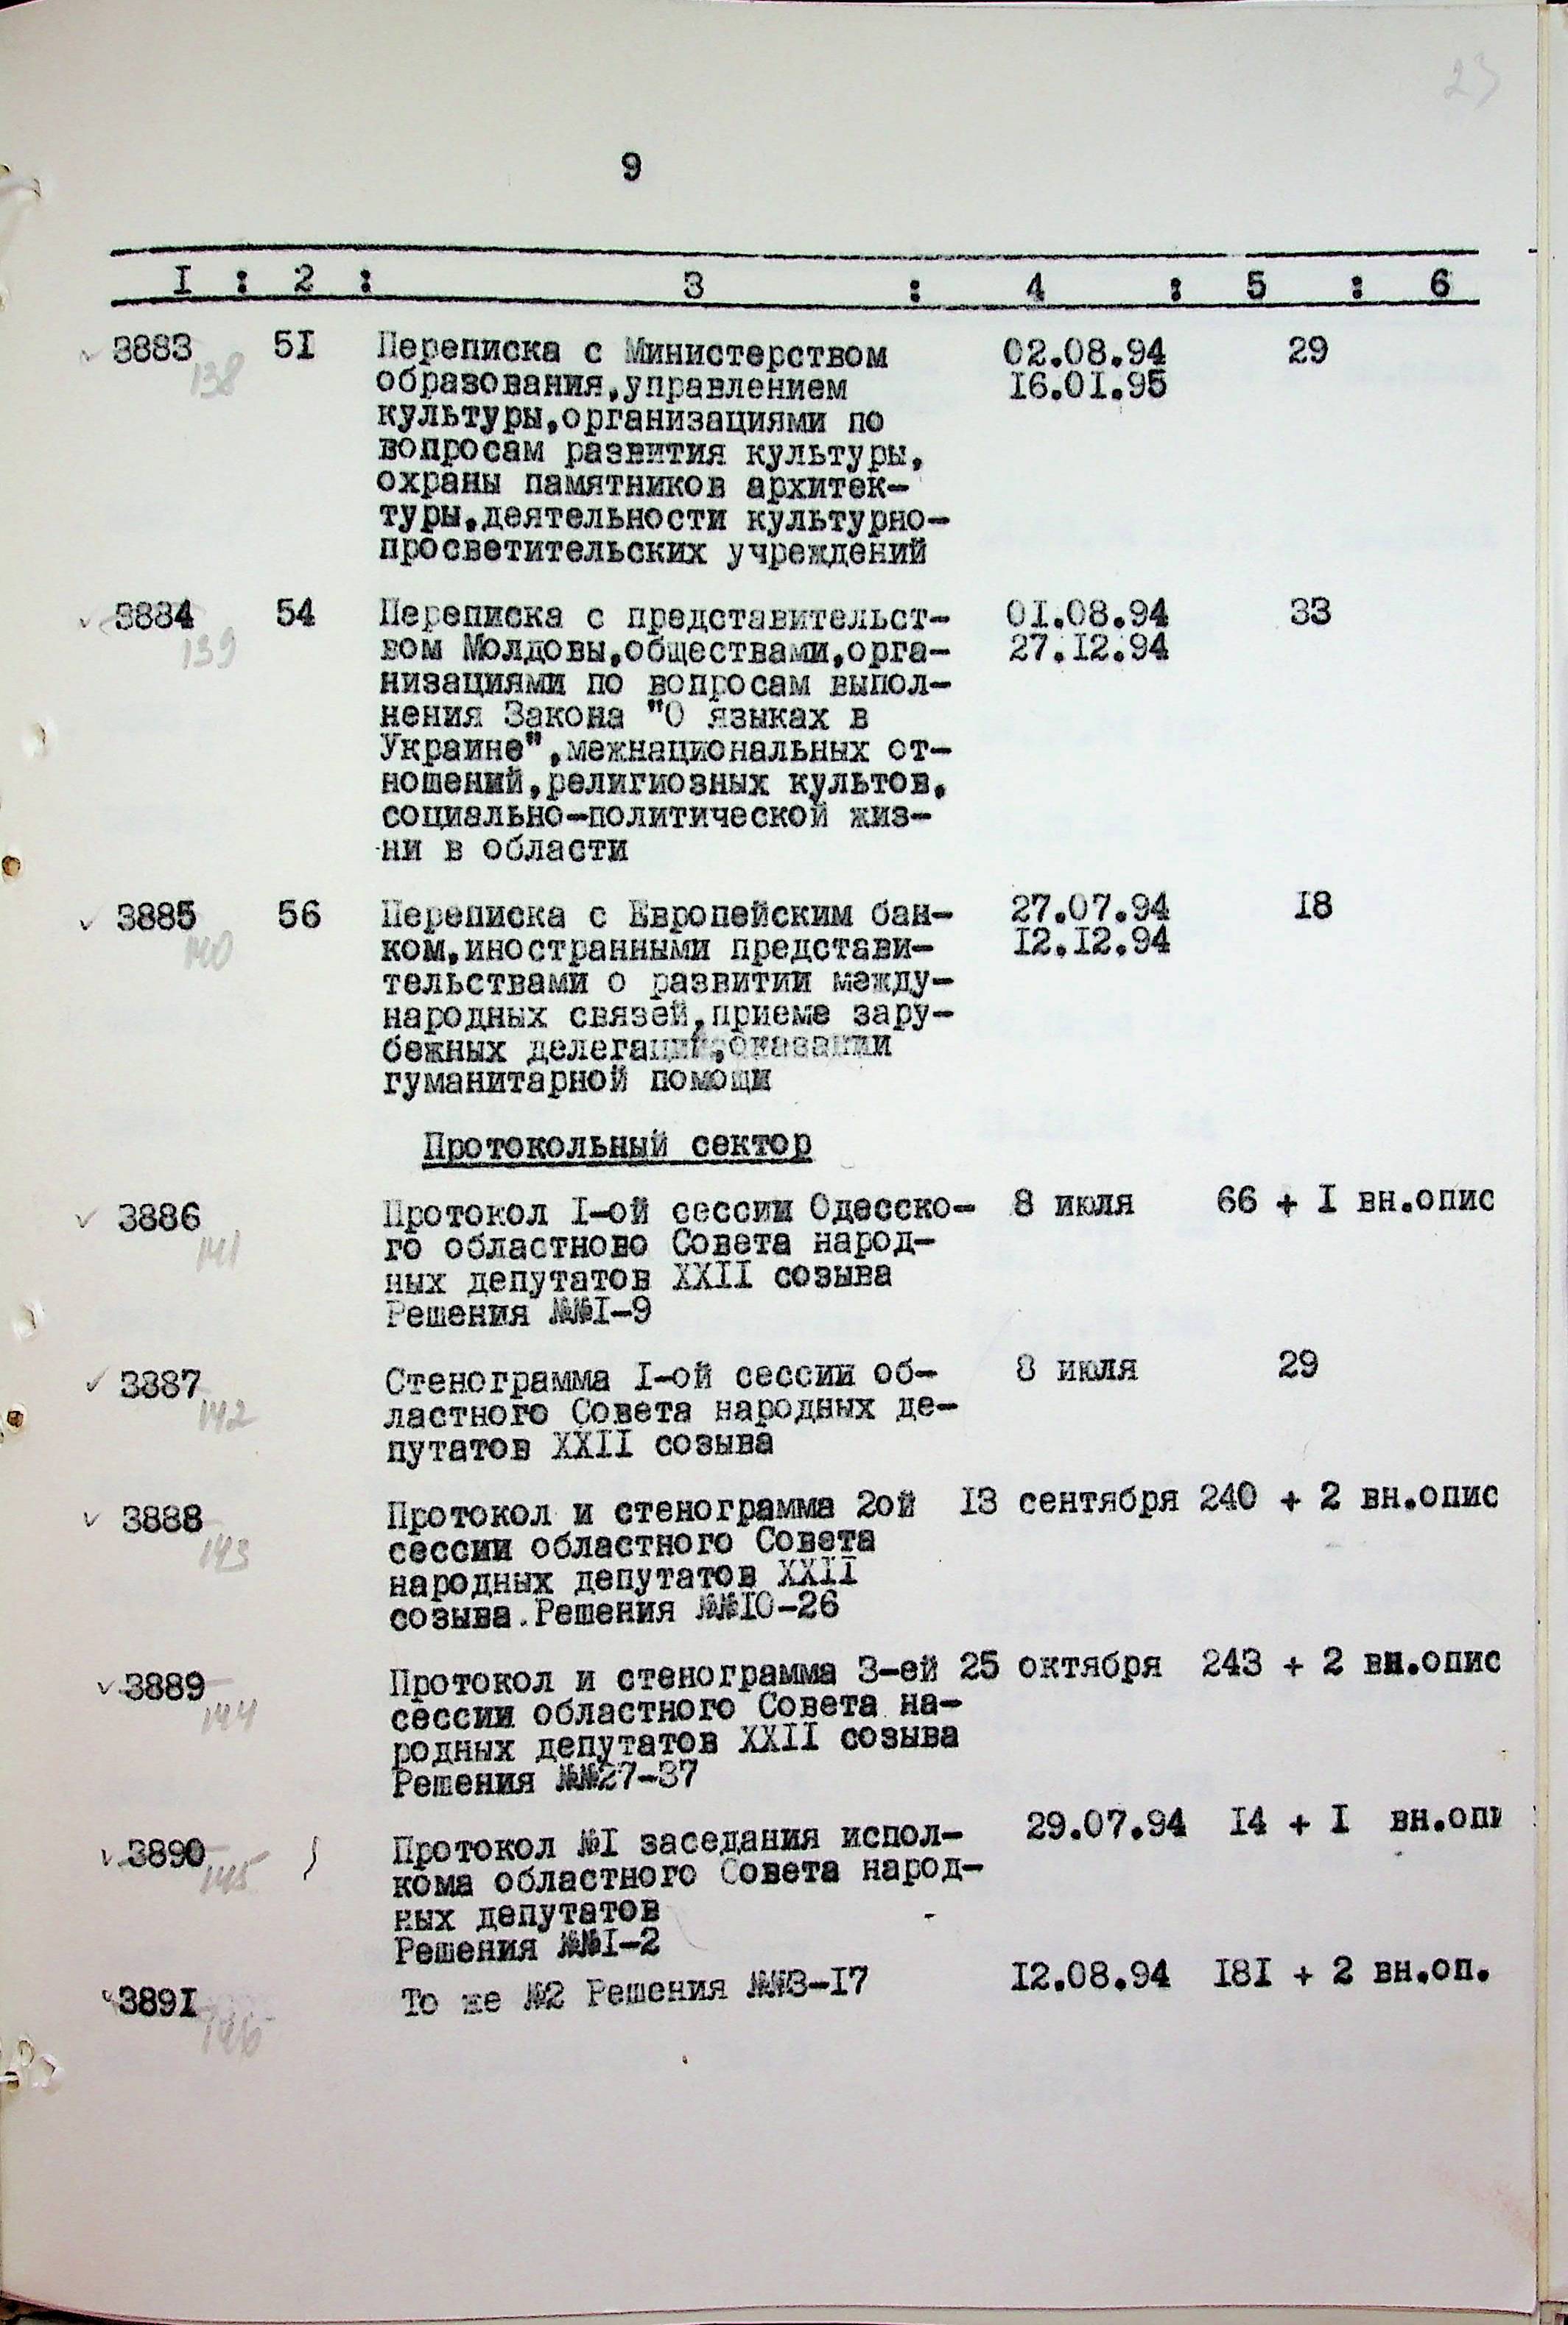 23
9
I : 2 : 3 : 4 : 5 : 6
3883 5I Переписка с Министерством 02.08.94 29
138 образования,управлением I6.0I.95
культуры,организациями по
вопросам развития культуры,
охраны памятников архитек-
туры,деятельности культурно-
просветительских учреждений
3884 54 Переписка с представительст- 0I.08.94 33
139 вом Молдовы,обществами,орга- 27.I2.94
низациями по вопросам выпол-
нения Закона "О языках в
Украине",межнациональных от-
ношений,религиозных культов,
социально-политической жиз-
ни в области
3885 56 Переписка с Европейским бан- 27.07.94 I8
140 ком,иностранными представи- I2.I2.94
тельствами о развитии между-
народных связей,приеме зару-
бежных делегаций,оказании
гуманитарной помощи
Протокольный сектор
3886 Протокол I-ой сессии Одесско- 8 июля 66 + I вн.опис
141 го областново Совета народ-
ных депутатов XXII созыва
Решения №№I-9
3887 Стенограмма I-ой сессии об- 8 июля 29
142 ластного Совета народных де-
путатов XXII созыва
3888 Протокол и стенограмма 2ой I3 сентября 240 + 2 вн.опис
143 сессии областного Совета
народных депутатов XXII
созыва.Решения №№I0-26
3889 Протокол и стенограмма 3-ей 25 октября 243 + 2 вн.опис
144 сессии областного Совета на-
родных депутатов XXII созыва
Решения №№27-37
3890 Протокол №I заседания испол- 29.07.94 I4 + I вн.опи
145 кома областного Совета народ-
ных депутатов
Решения №№I-2
389I То же №2 Решения №№3-I7 I2.08.94 I8I + 2 вн.оп.
146